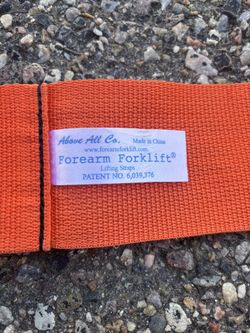 Above All Co. Made in China
www.forearmforklift.com
Forearm Forklift®
Lifting Straps
PATENT NO. 6,039,376